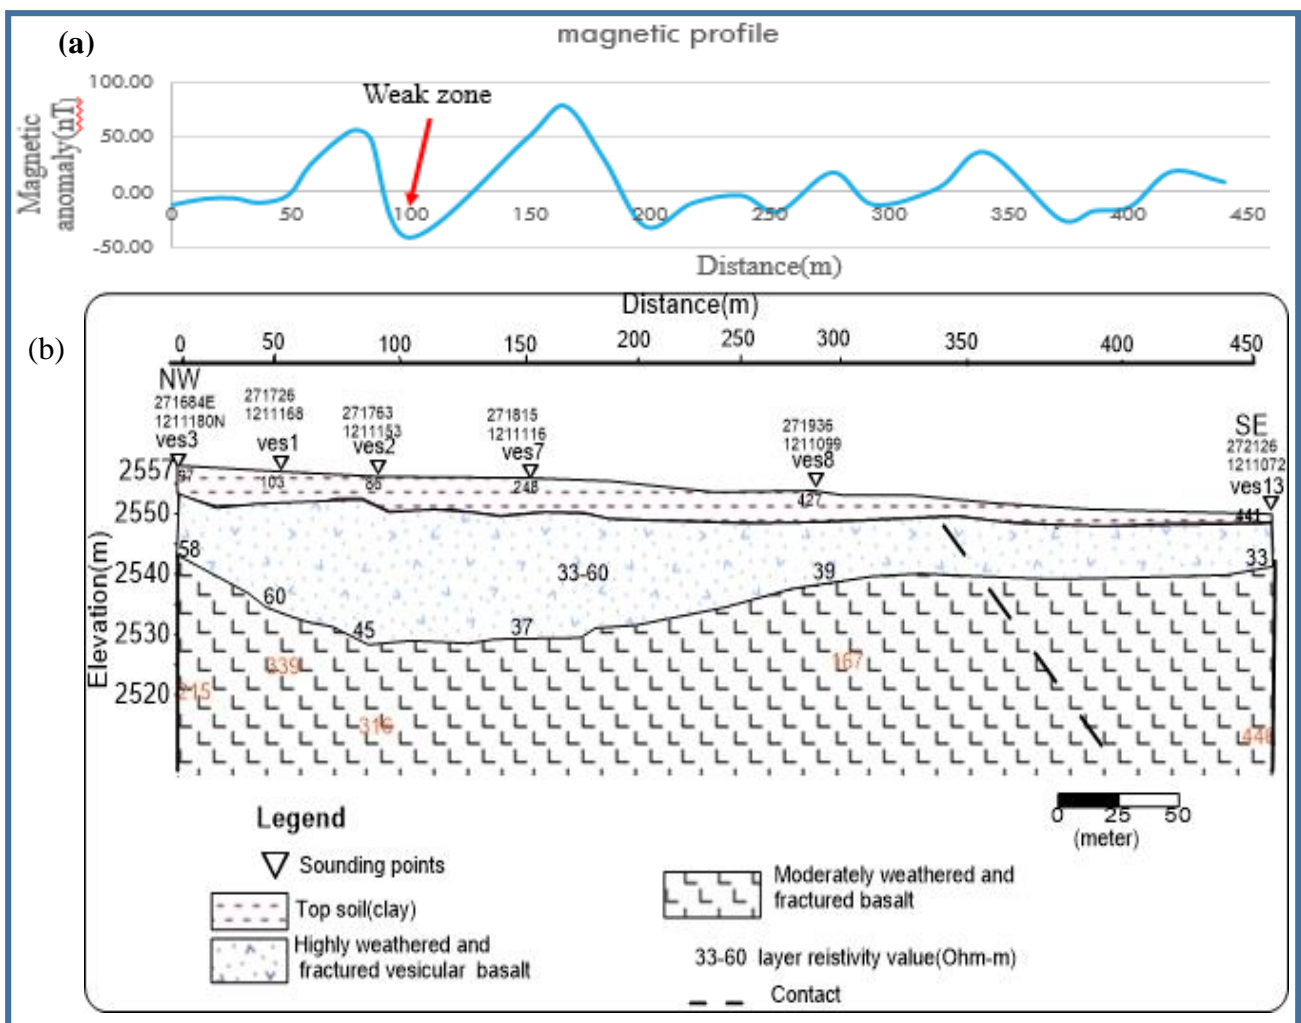 (a)
magnetic profile
100.00
Weak zone
50.00
0.00
-50.00
Magnetic
anomaly(nT)
0 50 100 150 200 250 300 350 400 450
Distance(m)
(b)
Distance(m)
0 50 100 150 200 250 300 350 400 450
NW
271684E
1211180N
ves3
271726
1211168
ves1
271763
1211153
ves2
271815
1211116
ves7
271936
1211099
ves8
SE
272126
1211072
ves13
2557
2550
2540
2530
2520
Elevation(m)
97 103 86 248 427 441
58 60 45 37 33-60 39 33
215 339 316 167 446
0 25 50
(meter)
Legend
Sounding points
Top soil(clay)
Highly weathered and
fractured vesicular basalt
Moderately weathered and
fractured basalt
33-60 layer reistivity value(Ohm-m)
Contact